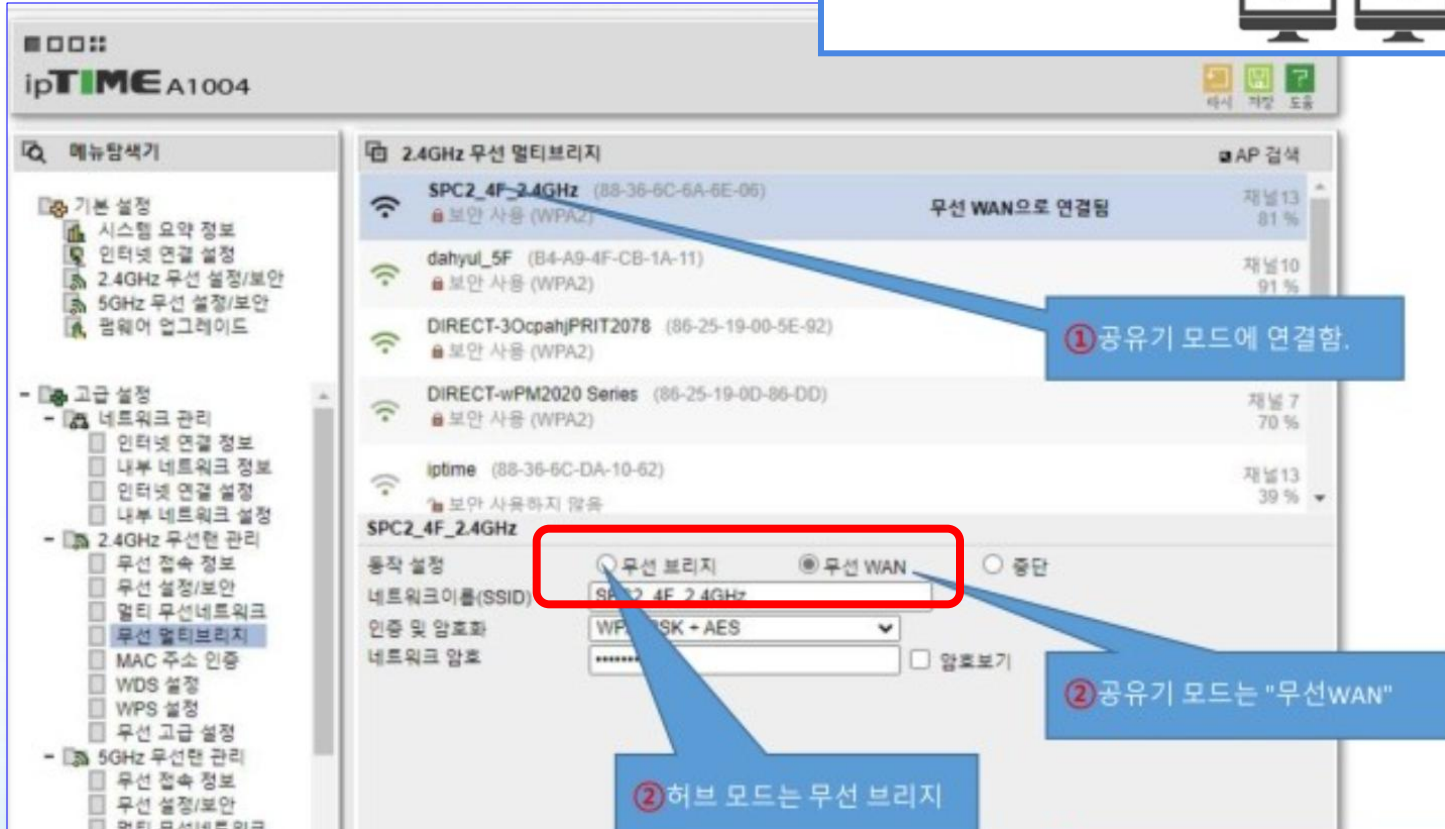 ipTIME A1004
저장 도움
메뉴탐색기
기본 설정
시스템 요약 정보
인터넷 연결 설정
2.4GHz 무선 설정/보안
5GHz 무선 설정/보안
펌웨어 업그레이드
고급 설정
네트워크 관리
인터넷 연결 정보
내부 네트워크 정보
인터넷 연결 설정
내부 네트워크 설정
2.4GHz 무선랜 관리
무선 접속 정보
무선 설정/보안
멀티 무선네트워크
무선 멀티브리지
MAC 주소 인증
WDS 설정
WPS 설정
무선 고급 설정
5GHz 무선랜 관리
무선 접속 정보
무선 설정/보안
멀티 무선네트워크
2.4GHz 무선 멀티브리지
AP 검색
SPC2_4F_2.4GHz (88-36-6C-6A-6E-06)
보안 사용 (WPA2)
무선 WAN으로 연결됨
채널13
81 %
dahyul_5F (B4-A9-4F-CB-1A-11)
보안 사용 (WPA2)
채널10
91 %
DIRECT-3OcpahjPRIT2078 (86-25-19-00-5E-92)
보안 사용 (WPA2)
DIRECT-wPM2020 Series (86-25-19-0D-86-DD)
보안 사용 (WPA2)
채널 7
70 %
iptime (88-36-6C-DA-10-62)
보안 사용하지 않음
채널13
39 %
SPC2_4F_2.4GHz
동작 설정 무선 브리지 무선 WAN 중단
네트워크이름(SSID) SPC2_4F_2.4GHz
인증 및 암호화 + AES
네트워크 암호 ••••••• 암호보기
①공유기 모드에 연결함.
②공유기 모드는 "무선WAN"
②허브 모드는 무선 브리지